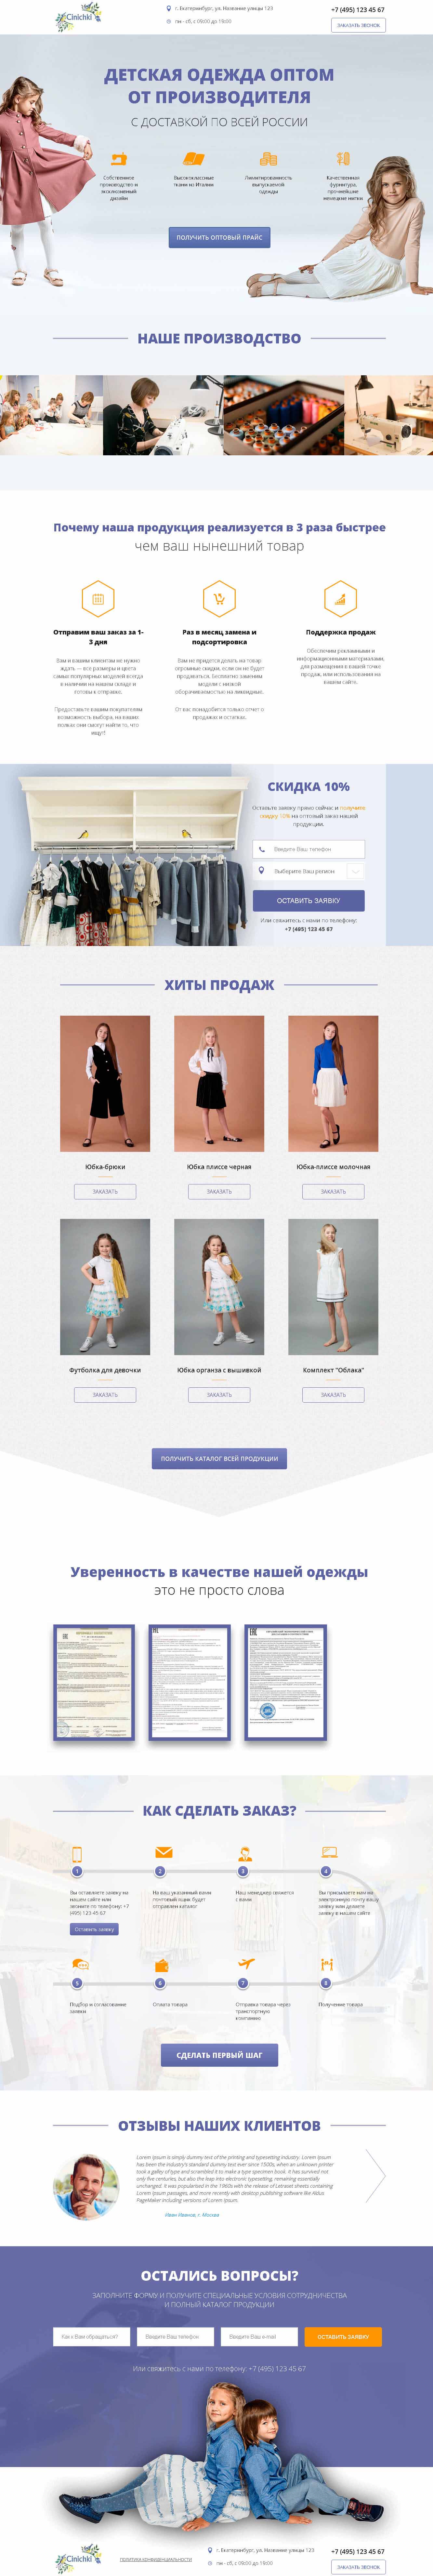 Cinichki
г. Екатеринбург, ул. Название улицы 123
пн - сб, с 09:00 до 19:00
+7 (495) 123 45 67
ЗАКАЗАТЬ ЗВОНОК
ДЕТСКАЯ ОДЕЖДА ОПТОМ
ОТ ПРОИЗВОДИТЕЛЯ
С ДОСТАВКОЙ ПО ВСЕЙ РОССИИ
Собственное
производство и
эксклюзивный
дизайн
Высококлассные
ткани из Италии
Лимитированность
выпускаемой
одежды
Качественная
фурнитура,
прочнейшие
немецкие нитки
ПОЛУЧИТЬ ОПТОВЫЙ ПРАЙС
НАШЕ ПРОИЗВОДСТВО
Почему наша продукция реализуется в 3 раза быстрее
чем ваш нынешний товар
Отправим ваш заказ за 1-
3 дня
Вам и вашим клиентам не нужно
ждать — все размеры и цвета
самых популярных моделей всегда
в наличии на нашем складе и
готовы к отправке.
Предоставьте вашим покупателям
возможность выбора, на ваших
полках они смогут найти то, что
ищут!
Раз в месяц замена и
подсортировка
Вам не придется делать на товар
огромные скидки, если он не будет
продаваться. Бесплатно заменим
модели с низкой
оборачиваемостью на ликвидные.
От вас понадобится только отчет о
продажах и остатках.
Поддержка продаж
Обеспечим рекламными и
информационными материалами,
для размещения в вашей точке
продаж, или использования на
вашем сайте.
СКИДКА 10%
Оставьте заявку прямо сейчас и получите
скидку 10% на оптовый заказ нашей
продукции.
Введите Ваш телефон
Выберите Ваш регион
ОСТАВИТЬ ЗАЯВКУ
Или свяжитесь с нами по телефону:
+7 (495) 123 45 67
ХИТЫ ПРОДАЖ
Юбка-брюки
Юбка плиссе черная
Юбка-плиссе молочная
ЗАКАЗАТЬ
ЗАКАЗАТЬ
ЗАКАЗАТЬ
Футболка для девочки
Юбка органза с вышивкой
Комплект "Облака"
ЗАКАЗАТЬ
ЗАКАЗАТЬ
ЗАКАЗАТЬ
ПОЛУЧИТЬ КАТАЛОГ ВСЕЙ ПРОДУКЦИИ
Уверенность в качестве нашей одежды
это не просто слова
КАК СДЕЛАТЬ ЗАКАЗ?
1
2
3
4
Вы оставляете заявку на
нашем сайте или
звоните по телефону: +7
(495) 123 45 67
Оставить заявку
На ваш указанный вами
почтовый ящик будет
отправлен каталог
Наш менеджер свяжется
с вами
Вы присылаете нам на
электронную почту вашу
заявку или делаете
заявку в нашем сайте
5
6
7
8
Подбор и согласование
заявки
Оплата товара
Отправка товара через
транспортную
компанию
Получение товара
СДЕЛАТЬ ПЕРВЫЙ ШАГ
ОТЗЫВЫ НАШИХ КЛИЕНТОВ
Lorem Ipsum is simply dummy text of the printing and typesetting industry. Lorem Ipsum
has been the industry's standard dummy text ever since 1500s, when an unknown printer
took a galley of type and scrambled it to make a type specimen book. It has survived not
only five centuries, but also the leap into electronic typesetting, remaining essentially
unchanged. It was popularised in the 1960s with the release of Letraset sheets containing
Lorem Ipsum passages, and more recently with desktop publishing software like Aldus
PageMaker including versions of Lorem Ipsum.
Иван Иванов, г. Москва
ОСТАЛИСЬ ВОПРОСЫ?
ЗАПОЛНИТЕ ФОРМУ И ПОЛУЧИТЕ СПЕЦИАЛЬНЫЕ УСЛОВИЯ СОТРУДНИЧЕСТВА
И ПОЛНЫЙ КАТАЛОГ ПРОДУКЦИИ
Как к Вам обращаться?
Введите Ваш телефон
Введите Ваш e-mail
ОСТАВИТЬ ЗАЯВКУ
Или свяжитесь с нами по телефону: +7 (495) 123 45 67
Cinichki
ПОЛИТИКА КОНФИДЕНЦИАЛЬНОСТИ
г. Екатеринбург, ул. Название улицы 123
пн - сб, с 09:00 до 19:00
+7 (495) 123 45 67
ЗАКАЗАТЬ ЗВОНОК